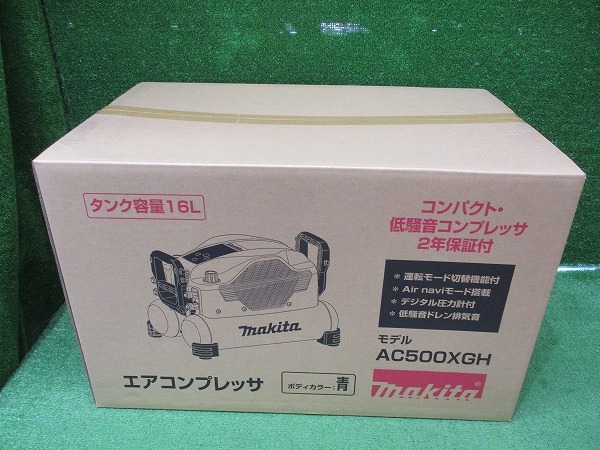 タンク容量16L
コンパクト・
低騒音コンプレッサ
2年保証付
＊ 運転モード切替機能付
＊ Air naviモード搭載
＊ デジタル圧力計付
＊ 低騒音ドレン排気音
makita
モデル
AC500XGH
エアコンプレッサ
ボディカラー:青
makita